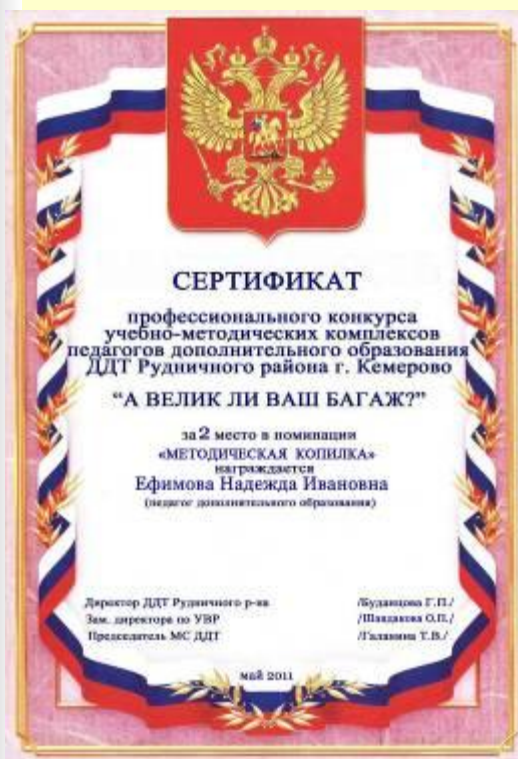 СЕРТИФИКАТ
профессионального конкурса
учебно-методических комплексов
педагогов дополнительного образования
ДДТ Рудничного района г. Кемерово
“А ВЕЛИК ЛИ ВАШ БАГАЖ?”
за 2 место в номинации
«МЕТОДИЧЕСКАЯ КОПИЛКА»
награждается
Ефимова Надежда Ивановна
(педагог дополнительного образования)
Директор ДДТ Рудничного р-на /Буданцова Г.П./
Зам. директора по УВР О.П./
Председатель МС ДДТ /Галанина Т.В./
май 2011